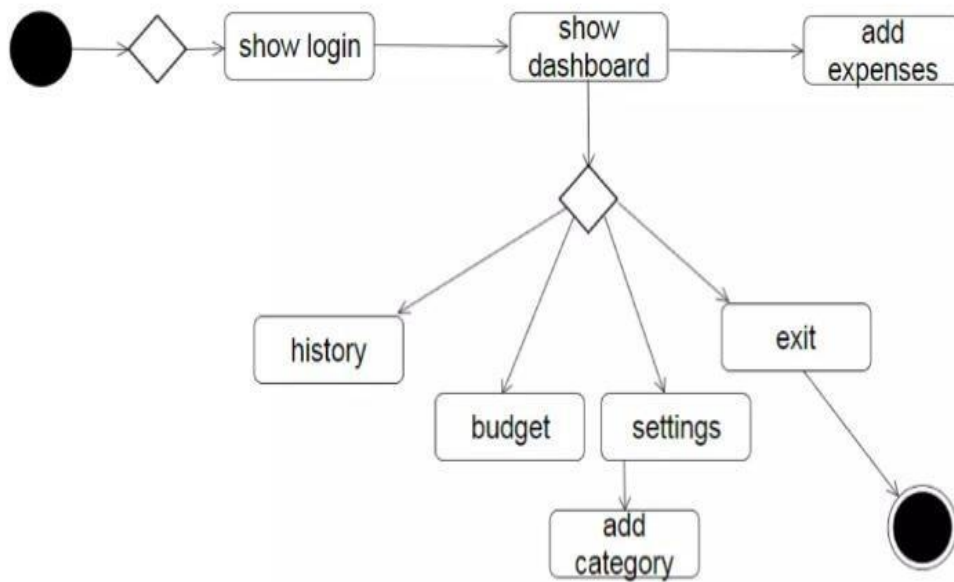 show login
show
dashboard
add
expenses
history
exit
budget
settings
add
category